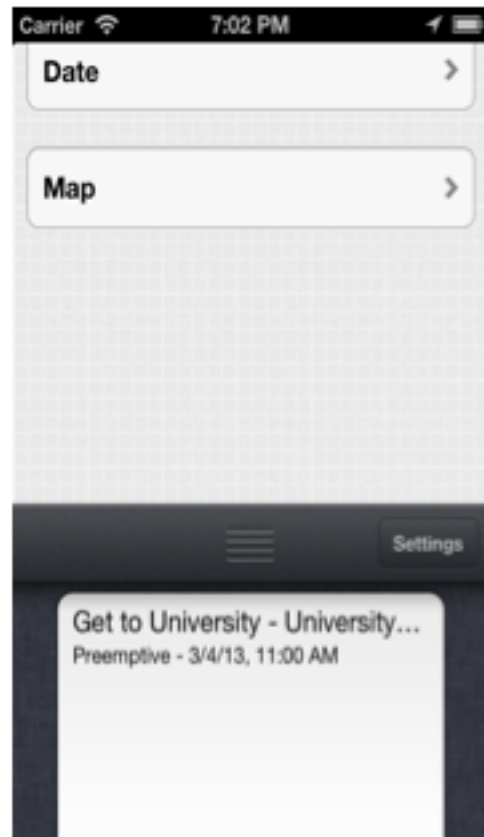 Carrier 7:02 PM
Date
Map
Settings
Get to University - University...
Preemptive - 3/4/13, 11:00 AM